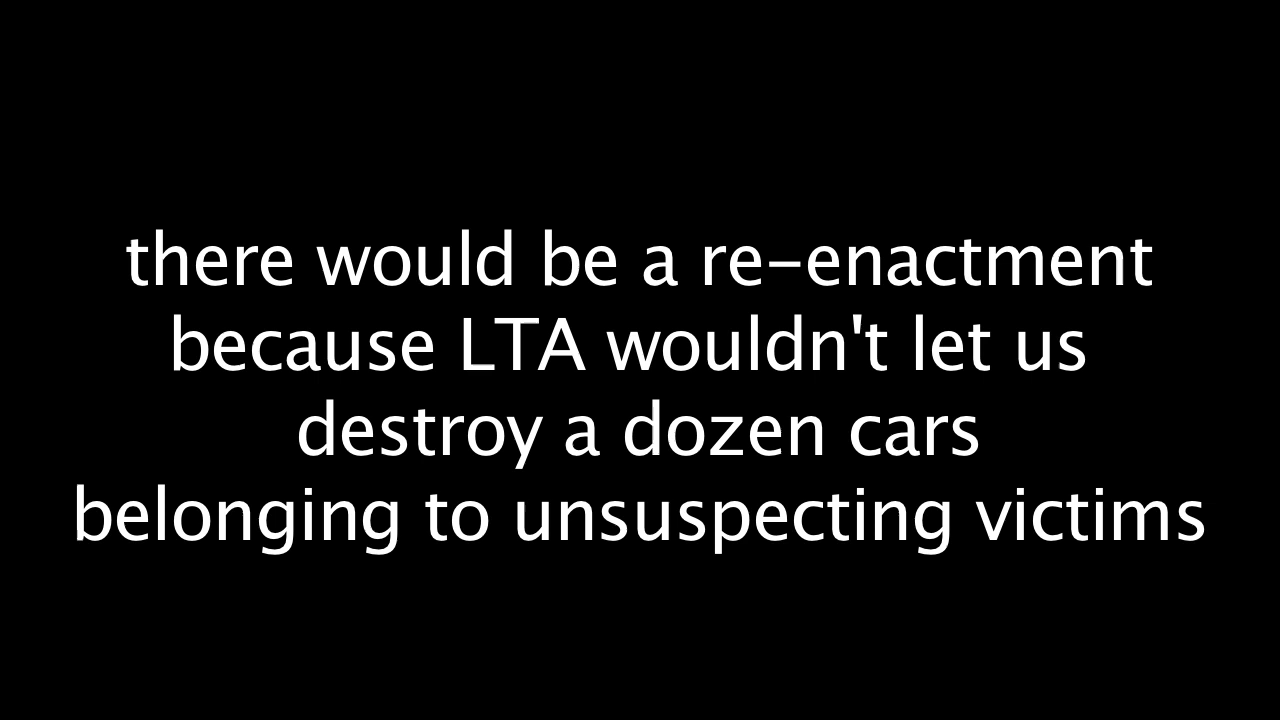 there would be a re-enactment
because LTA wouldn't let us
destroy a dozen cars
belonging to unsuspecting victims